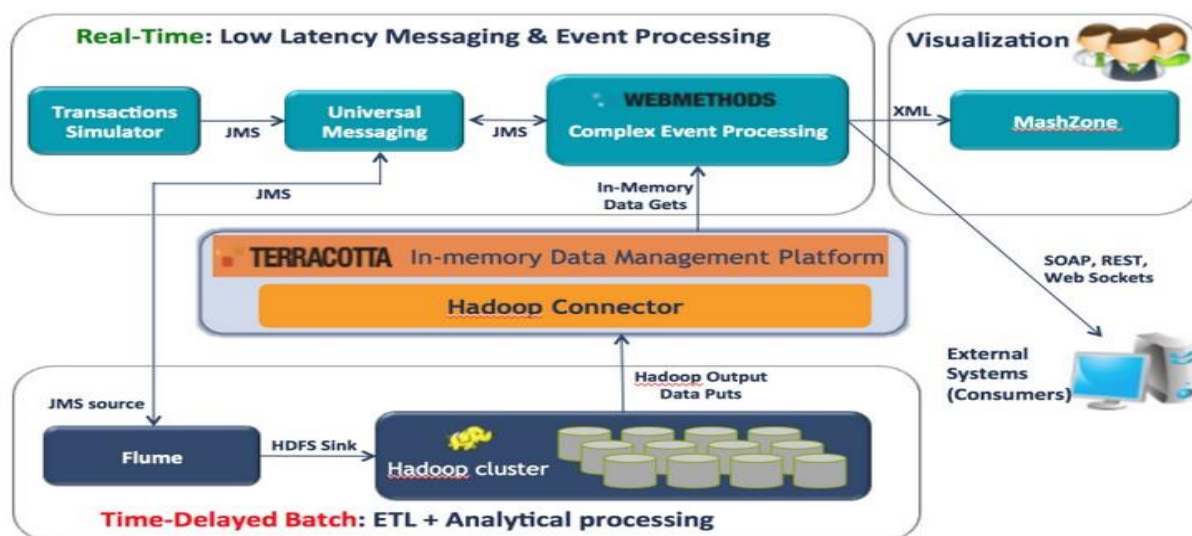 Real-Time: Low Latency Messaging & Event Processing
Visualization
Transactions
Simulator
JMS
Universal
Messaging
JMS
WEBMETHODS
Complex Event Processing
XML
MashZone
JMS
In-Memory
Data Gets
TERRACOTTA In-memory Data Management Platform
Hadoop Connector
SOAP, REST,
Web Sockets
External
Systems
(Consumers)
Hadoop Output
Data Puts
JMS source
Flume
HDFS Sink
Hadoop cluster
Time-Delayed Batch: ETL + Analytical processing